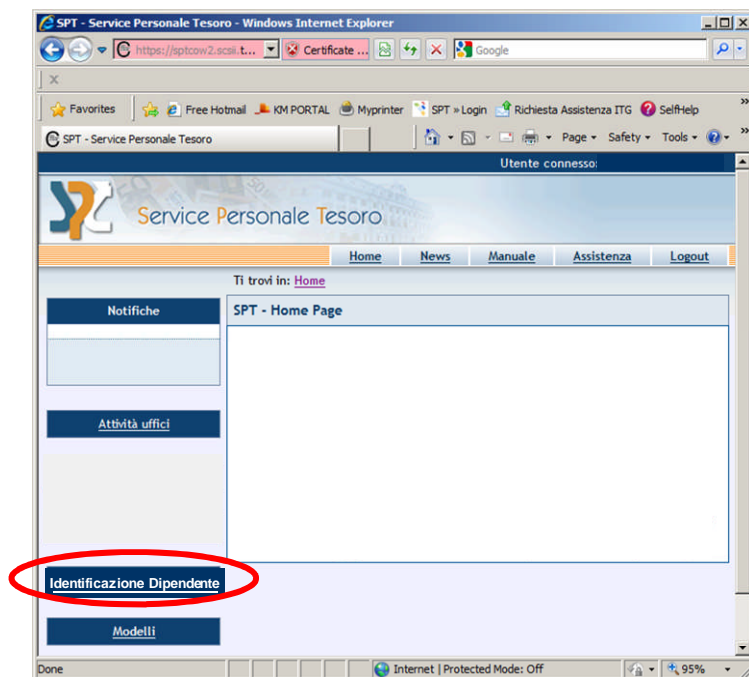 SPT - Service Personale Tesoro - Windows Internet Explorer
https://sptcow2.scsii.t... Certificate ... Google
X
Favorites Free Hotmail KM PORTAL Myprinter SPT » Login Richiesta Assistenza ITG SelfHelp »
SPT - Service Personale Tesoro Page Safety Tools »
Utente connesso:
Service Personale Tesoro
Home News Manuale Assistenza Logout
Ti trovi in: Home
Notifiche
SPT - Home Page
Attività uffici
Identificazione Dipendente
Modelli
Done Internet | Protected Mode: Off 95%